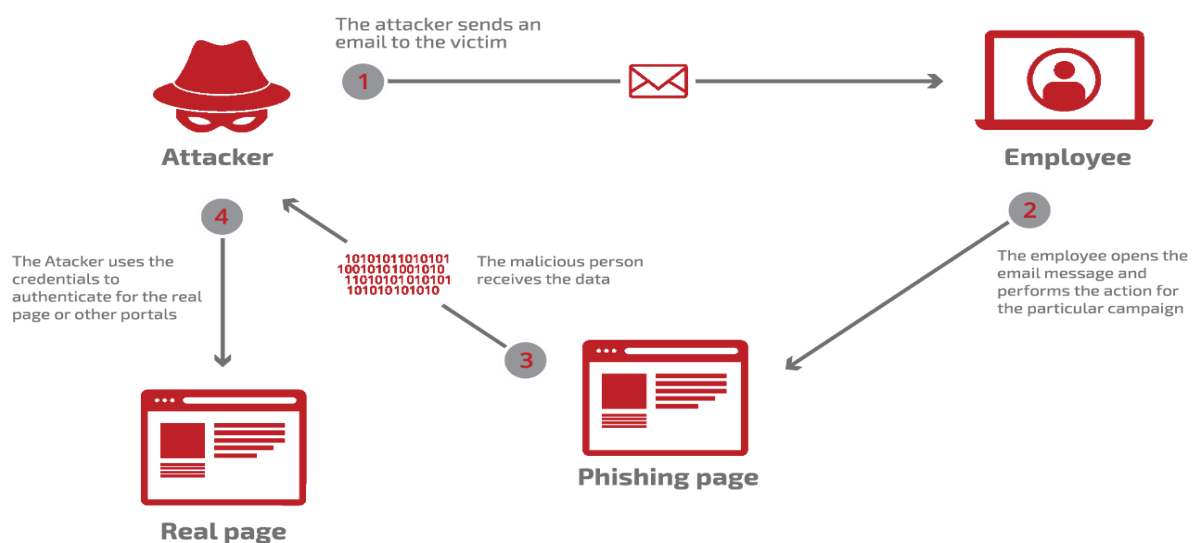 The attacker sends an
email to the victim
1
Attacker
Employee
4
2
The Atacker uses the
credentials to
authenticate for the real
page or other portals
10101011010101
10010101001010
11010101010101
101010101010
The malicious person
receives the data
The employee opens the
email message and
performs the action for
the particular campaign
3
Phishing page
Real page